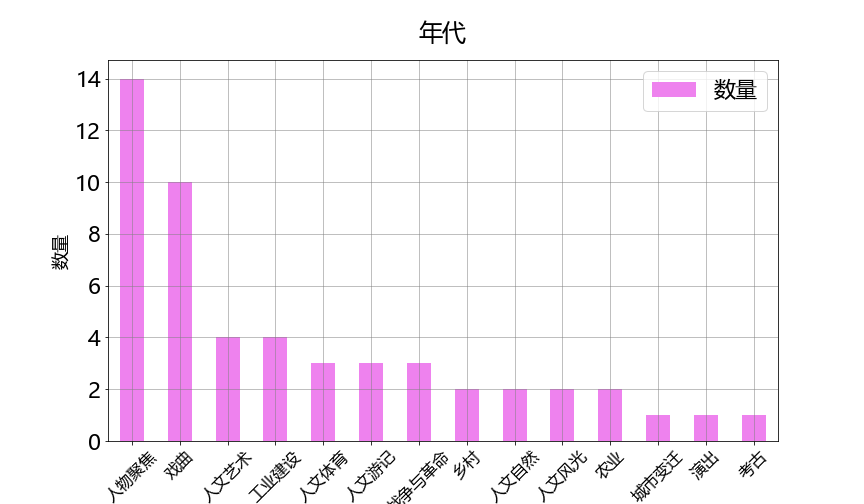 年代
数量
数量
14
12
10
8
6
4
2
0
人物聚焦
戏曲
人文艺术
工业建设
人文体育
人文游记
战争与革命
乡村
人文自然
人文风光
农业
城市变迁
演出
考古